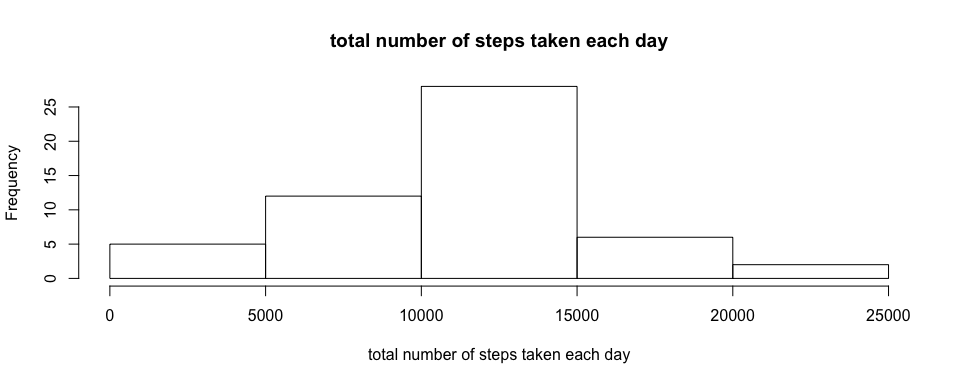 total number of steps taken each day
Frequency
25
20
15
10
5
0
0 5000 10000 15000 20000 25000
total number of steps taken each day